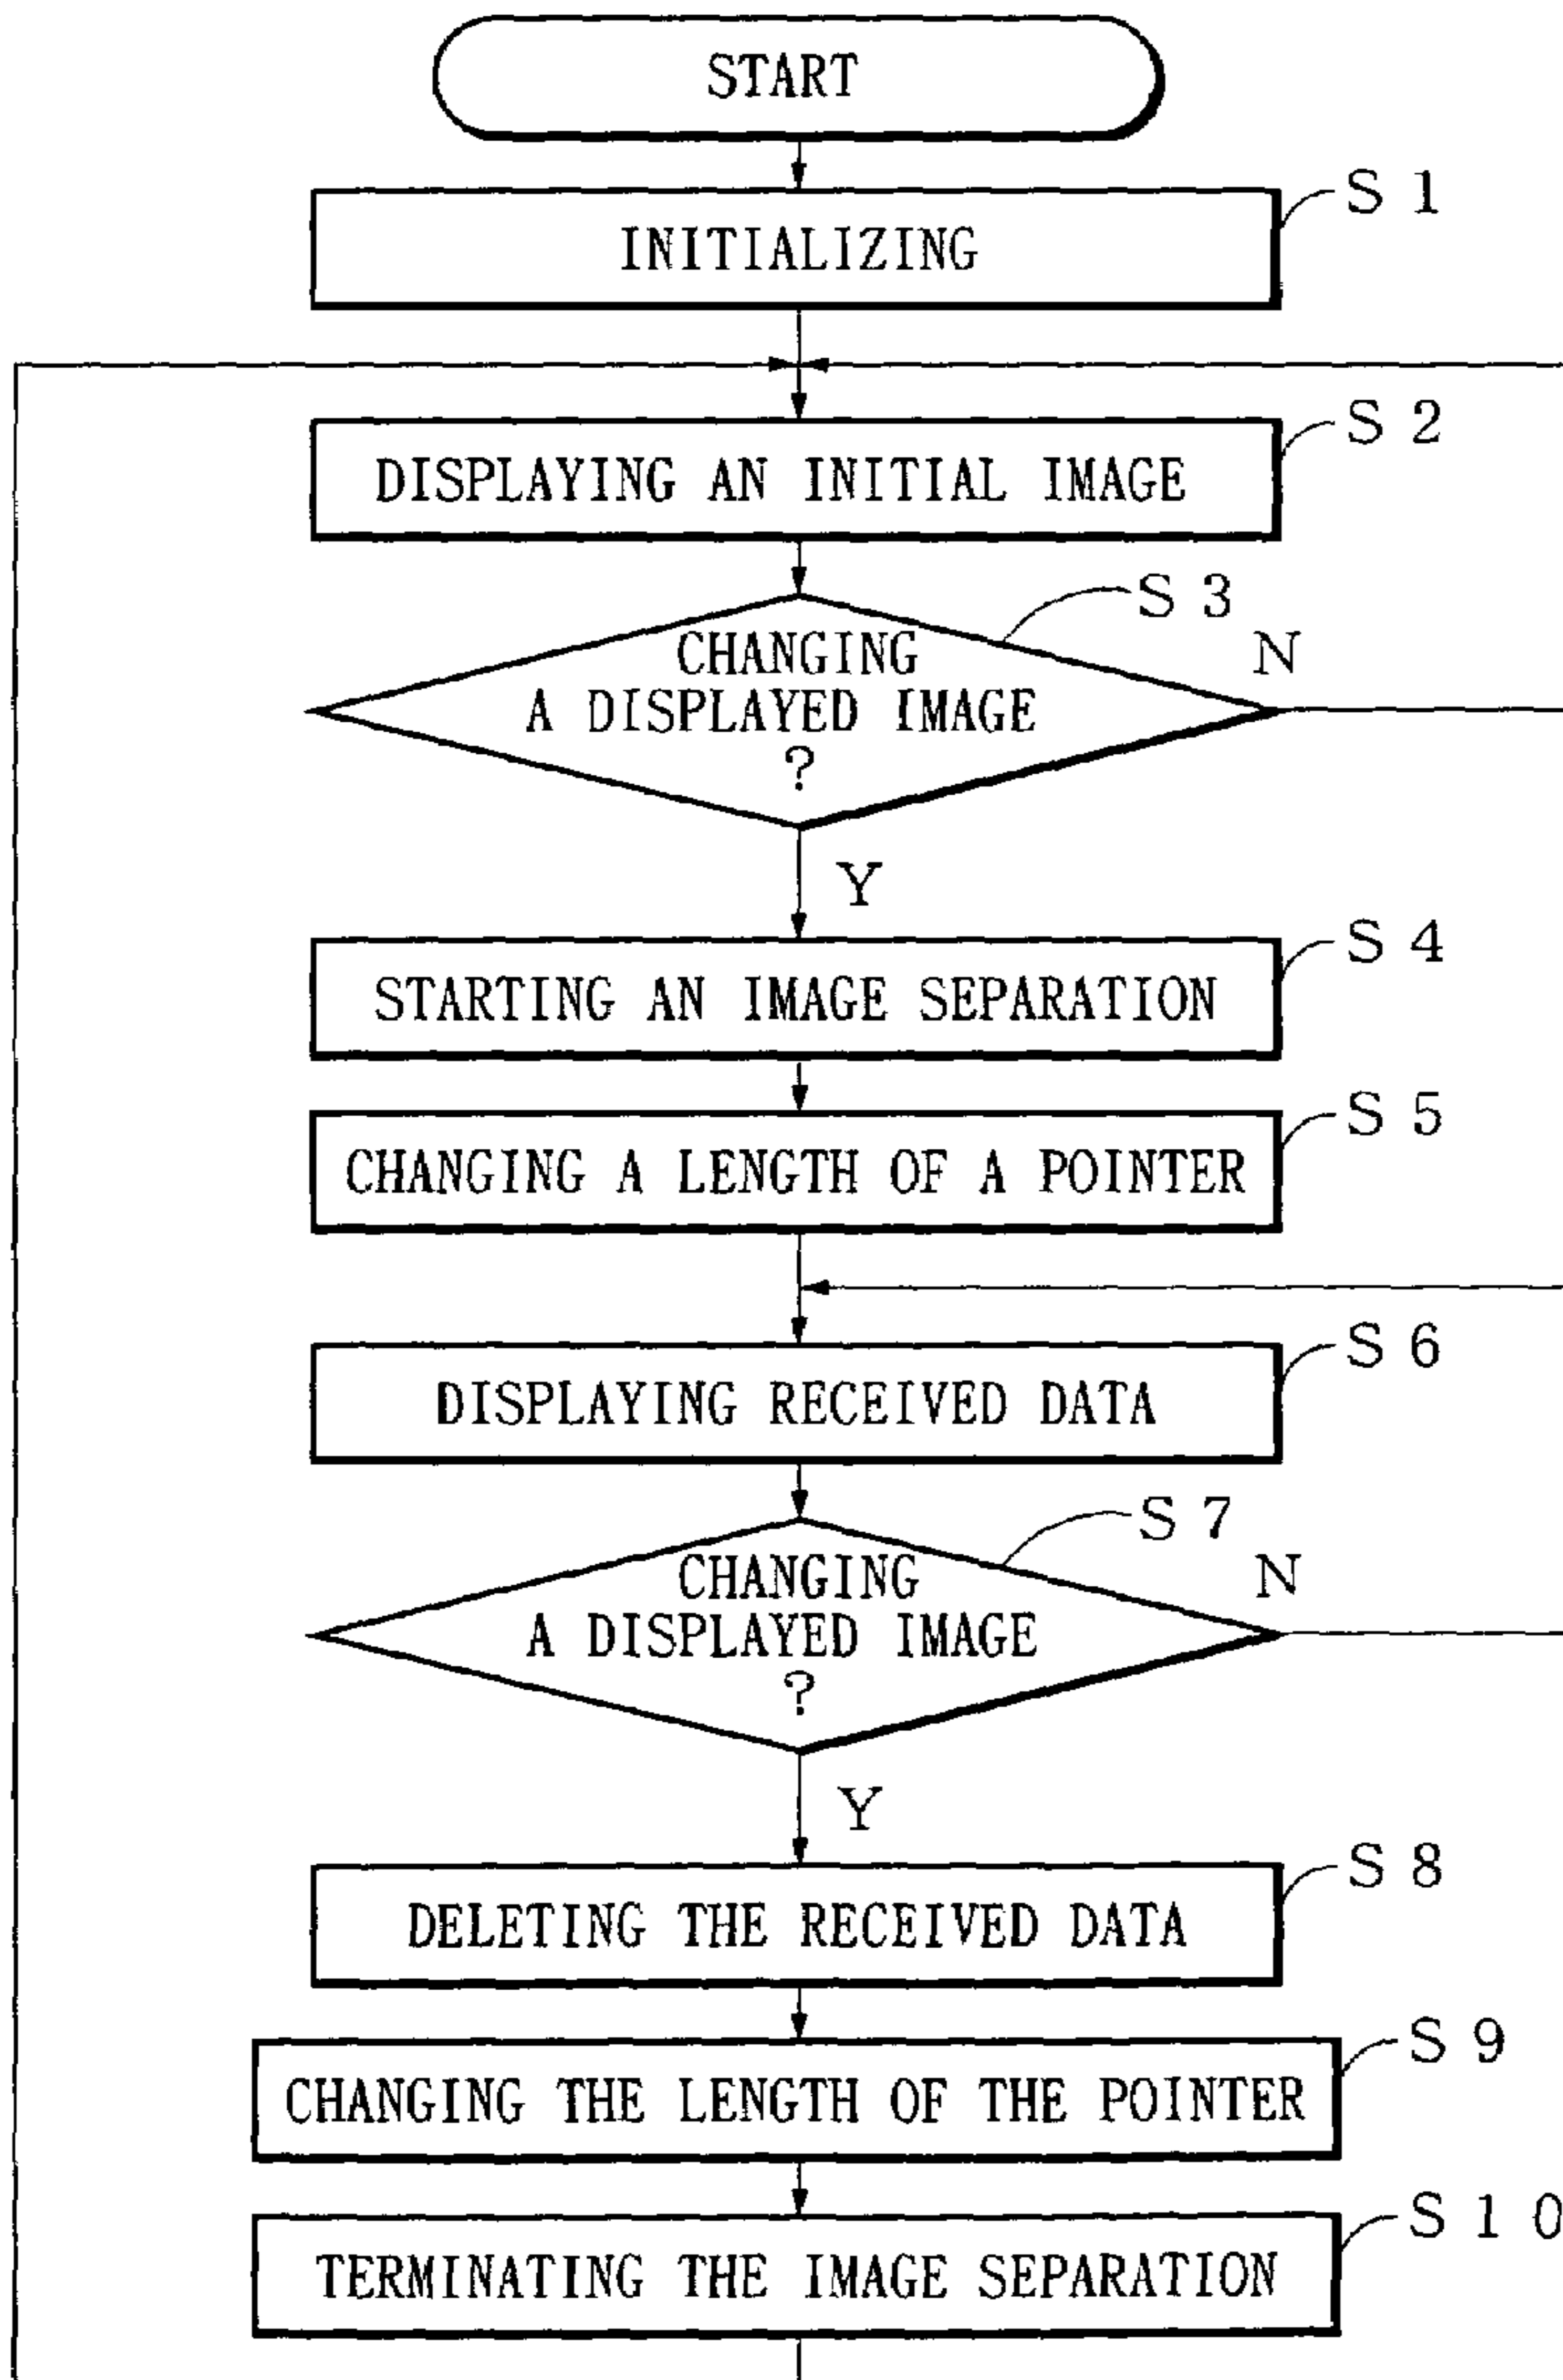 START
S 1
INITIALIZING
S 2
DISPLAYING AN INITIAL IMAGE
S 3
CHANGING
A DISPLAYED IMAGE
?
N
Y
S 4
STARTING AN IMAGE SEPARATION
S 5
CHANGING A LENGTH OF A POINTER
S 6
DISPLAYING RECEIVED DATA
S 7
CHANGING
A DISPLAYED IMAGE
?
N
Y
S 8
DELETING THE RECEIVED DATA
S 9
CHANGING THE LENGTH OF THE POINTER
S 1 0
TERMINATING THE IMAGE SEPARATION